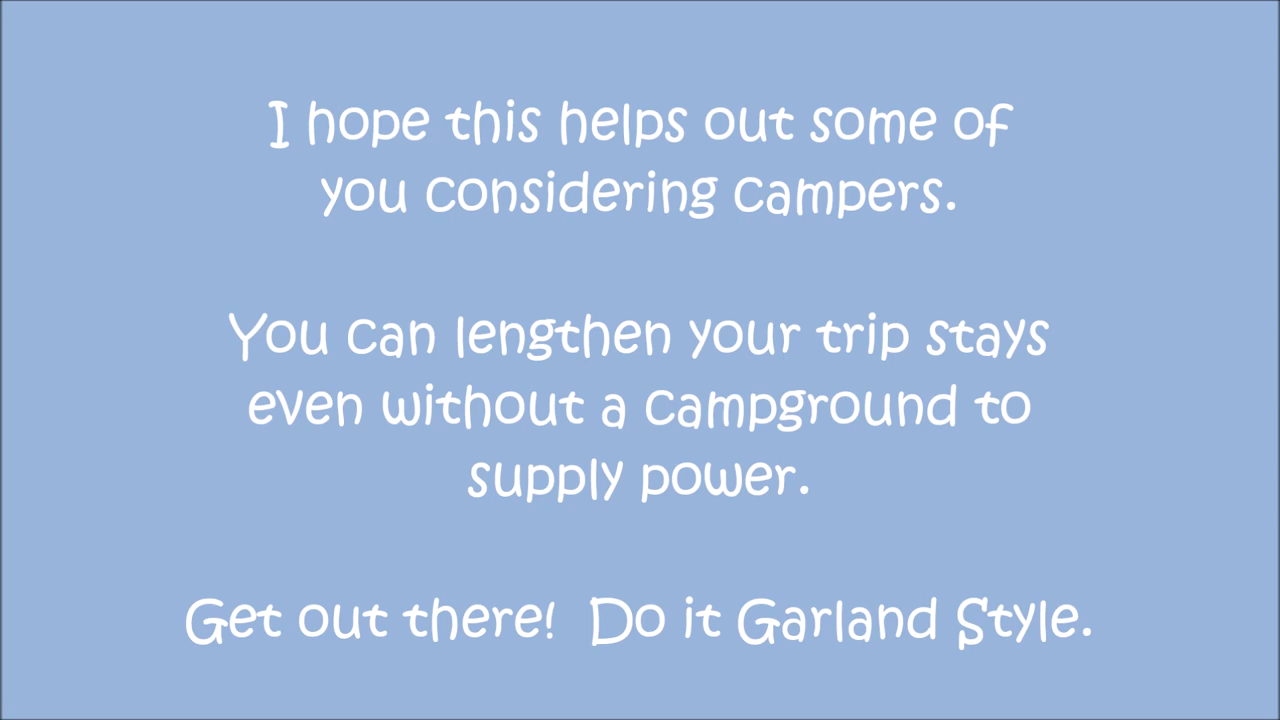 I hope this helps out some of
you considering campers.
You can lengthen your trip stays
even without a campground to
supply power.
Get out there!  Do it Garland Style.